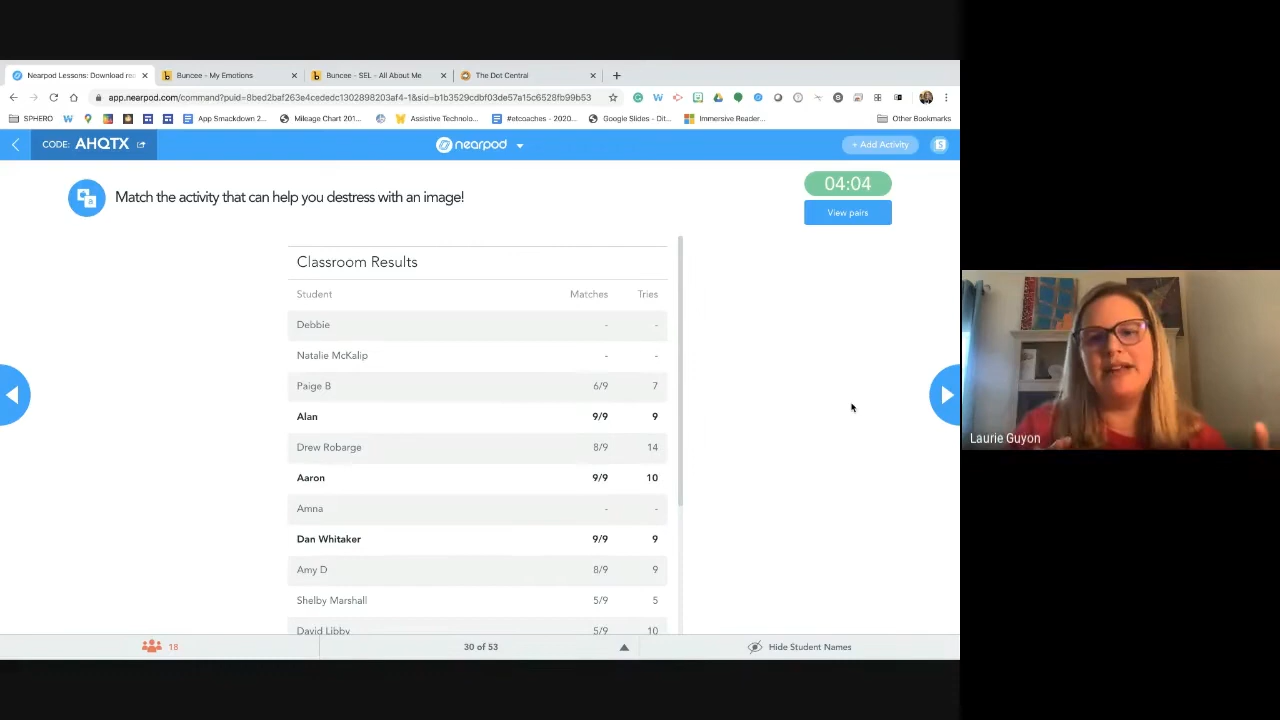 Nearpod Lessons: Download rea
Buncee - My Emotions
Buncee - SEL - All About Me
The Dot Central
app.nearpod.com/command?puid=8bed2baf263e4cededc1302898203af4-1&sid=b1b3529cdbf03de57a15c6528fb99b53
SPHERO
App Smackdown 2...
Mileage Chart 201...
Assistive Technolo...
#etcoaches - 2020...
Google Slides - Dit...
Immersive Reader...
Other Bookmarks
CODE: AHQTX
nearpod
+ Add Activity
S
Match the activity that can help you destress with an image!
04:04
View pairs
Classroom Results
Student Matches Tries
Debbie - -
Natalie McKalip - -
Paige B 6/9 7
Alan 9/9 9
Drew Robarge 8/9 14
Aaron 9/9 10
Amna - -
Dan Whitaker 9/9 9
Amy D 8/9 9
Shelby Marshall 5/9 5
David Libby 5/9 10
Laurie Guyon
18
30 of 53
Hide Student Names